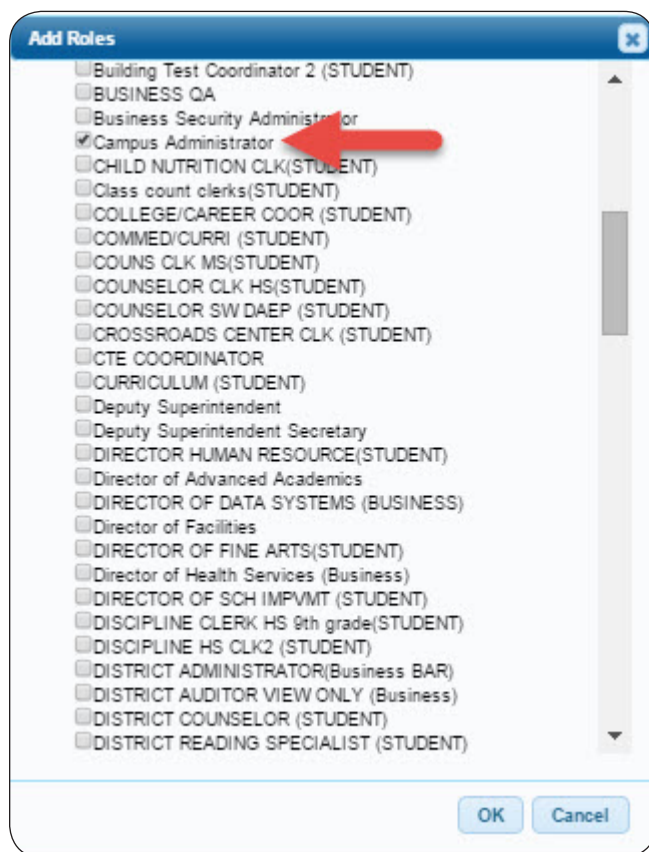 Add Roles
Building Test Coordinator 2 (STUDENT)
BUSINESS QA
Business Security Administrator
Campus Administrator
CHILD NUTRITION CLK(STUDENT)
Class count clerks(STUDENT)
COLLEGE/CAREER COOR (STUDENT)
COMMED/CURRI (STUDENT)
COUNS CLK MS(STUDENT)
COUNSELOR CLK HS(STUDENT)
COUNSELOR SW DAEP (STUDENT)
CROSSROADS CENTER CLK (STUDENT)
CTE COORDINATOR
CURRICULUM (STUDENT)
Deputy Superintendent
Deputy Superintendent Secretary
DIRECTOR HUMAN RESOURCE(STUDENT)
Director of Advanced Academics
DIRECTOR OF DATA SYSTEMS (BUSINESS)
Director of Facilities
DIRECTOR OF FINE ARTS(STUDENT)
Director of Health Services (Business)
DIRECTOR OF SCH IMPVMT (STUDENT)
DISCIPLINE CLERK HS 9th grade(STUDENT)
DISCIPLINE HS CLK2 (STUDENT)
DISTRICT ADMINISTRATOR(Business BAR)
DISTRICT AUDITOR VIEW ONLY (Business)
DISTRICT COUNSELOR (STUDENT)
DISTRICT READING SPECIALIST (STUDENT)
OK Cancel